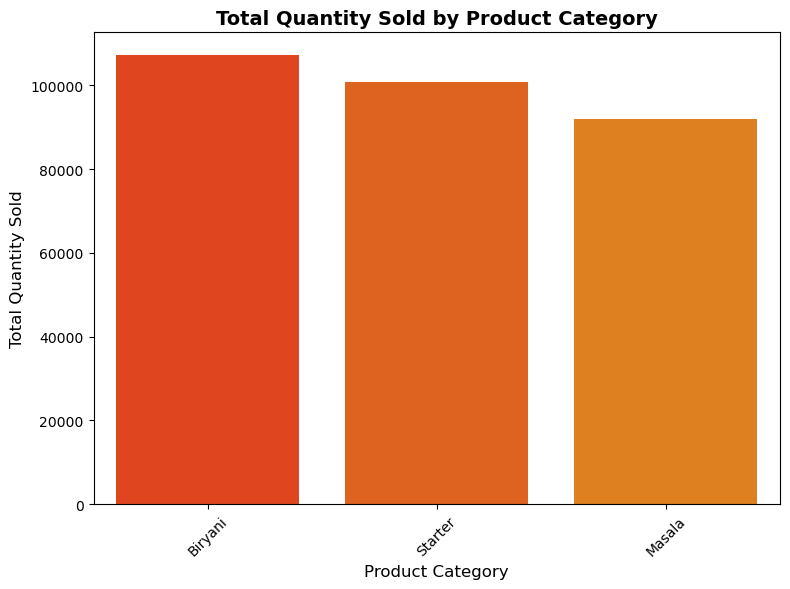 Total Quantity Sold by Product Category
Total Quantity Sold
100000
80000
60000
40000
20000
0
Biryani
Starter
Masala
Product Category